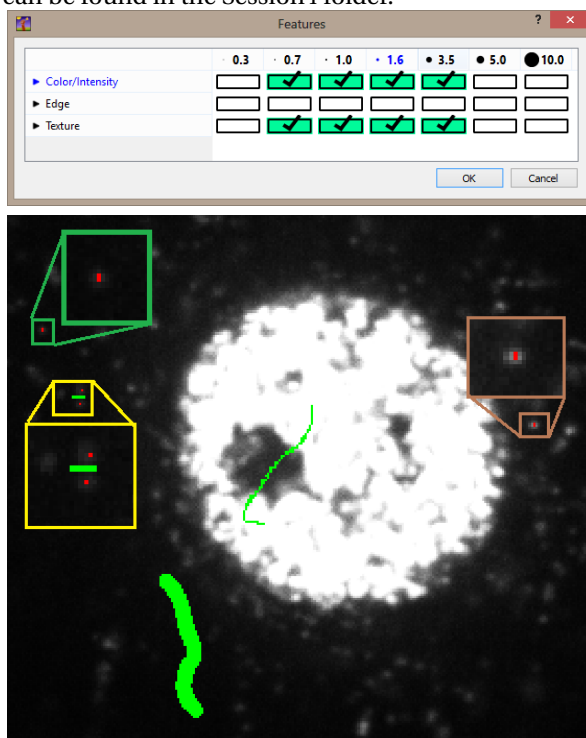 can be found in the Session I folder.
Features
?
×
0.3 0.7 1.0 1.6 3.5 5.0 10.0
Color/Intensity
Edge
Texture
OK Cancel